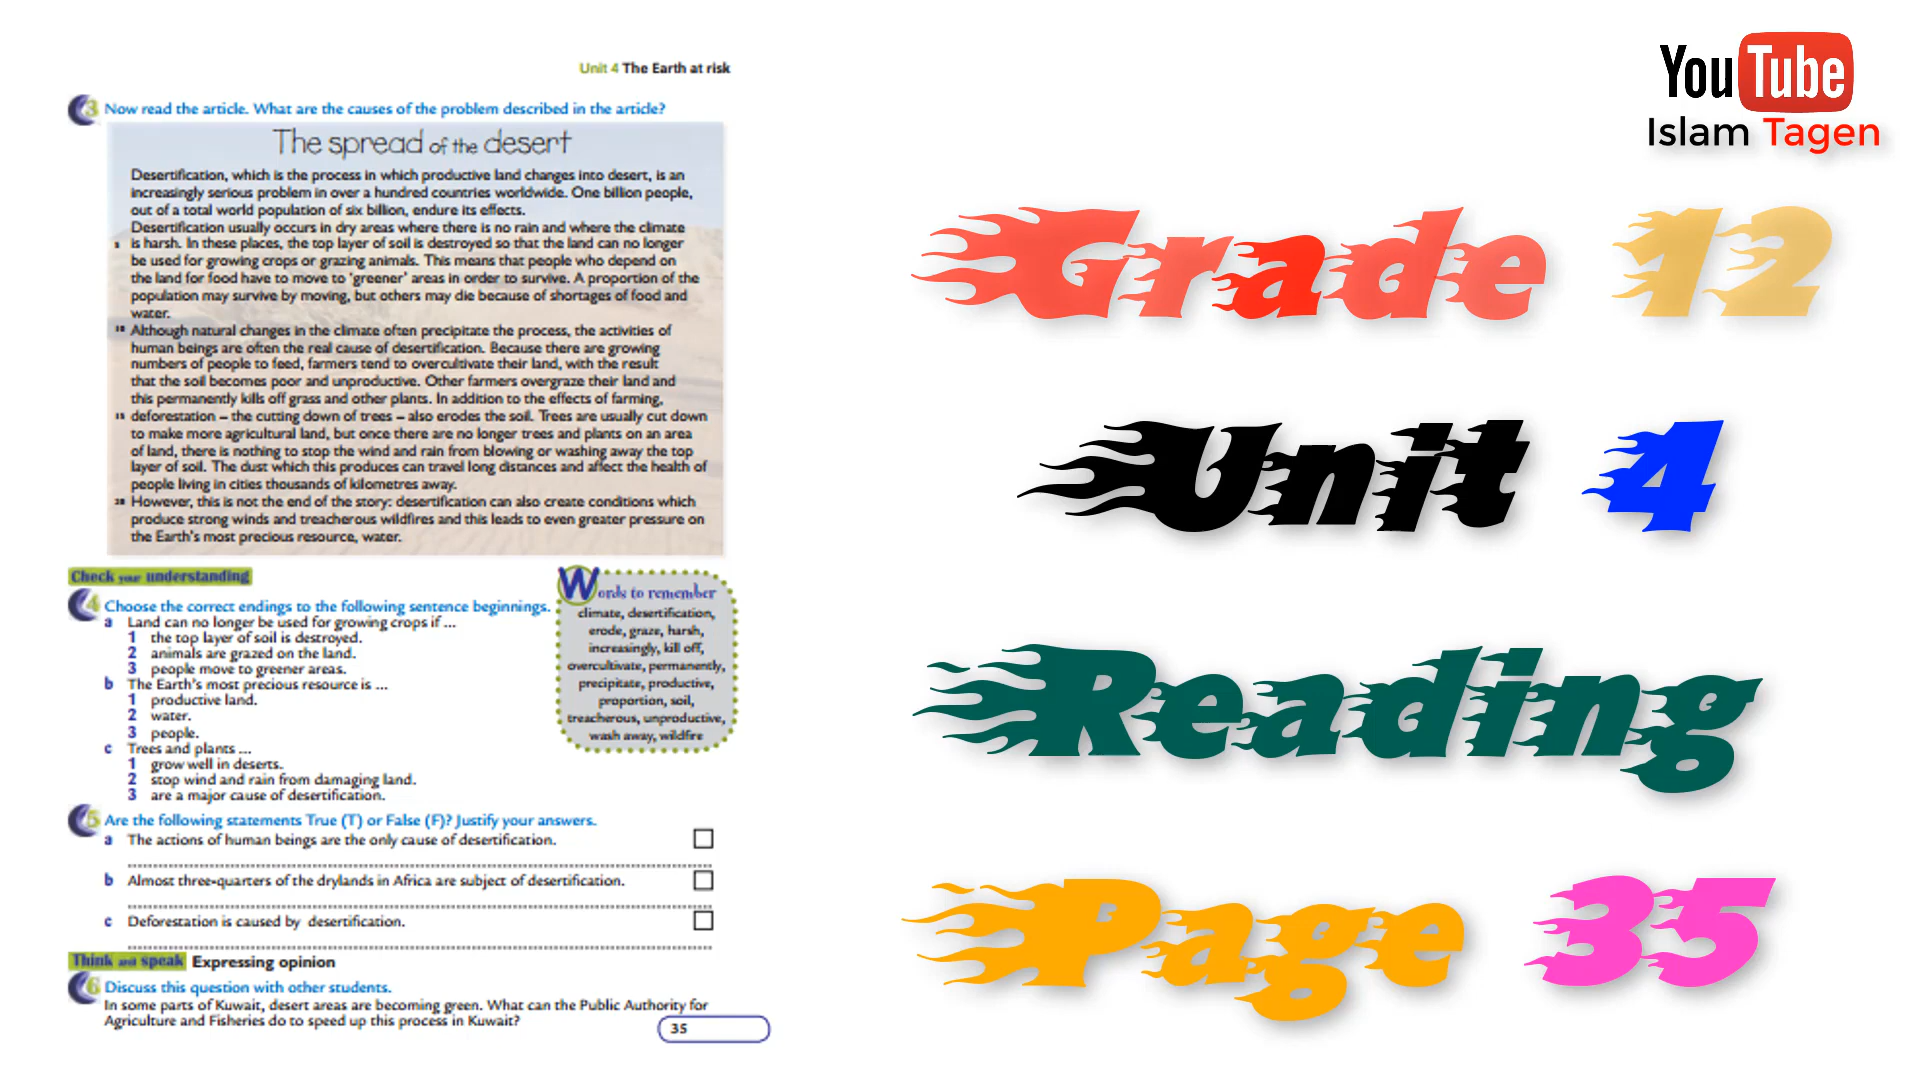 Unit 4 The Earth at risk
3 Now read the article. What are the causes of the problem described in the article?
The spread of the desert
Desertification, which is the process in which productive land changes into desert, is an
increasingly serious problem in over a hundred countries worldwide. One billion people,
out of a total world population of six billion, endure its effects.
Desertification usually occurs in dry areas where there is no rain and where the climate
5 is harsh. In these places, the top layer of soil is destroyed so that the land can no longer
be used for growing crops or grazing animals. This means that people who depend on
the land for food have to move to 'greener' areas in order to survive. A proportion of the
population may survive by moving, but others may die because of shortages of food and
water.
10 Although natural changes in the climate often precipitate the process, the activities of
human beings are often the real cause of desertification. Because there are growing
numbers of people to feed, farmers tend to overcultivate their land, with the result
that the soil becomes poor and unproductive. Other farmers overgraze their land and
this permanently kills off grass and other plants. In addition to the effects of farming,
15 deforestation – the cutting down of trees – also erodes the soil. Trees are usually cut down
to make more agricultural land, but once there are no longer trees and plants on an area
of land, there is nothing to stop the wind and rain from blowing or washing away the top
layer of soil. The dust which this produces can travel long distances and affect the health of
people living in cities thousands of kilometres away.
20 However, this is not the end of the story: desertification can also create conditions which
produce strong winds and treacherous wildfires and this leads to even greater pressure on
the Earth's most precious resource, water.
Check your understanding
4 Choose the correct endings to the following sentence beginnings.
a Land can no longer be used for growing crops if ...
1 the top layer of soil is destroyed.
2 animals are grazed on the land.
3 people move to greener areas.
b The Earth's most precious resource is ...
1 productive land.
2 water.
3 people.
c Trees and plants ...
1 grow well in deserts.
2 stop wind and rain from damaging land.
3 are a major cause of desertification.
Words to remember
climate, desertification,
erode, graze, harsh,
increasingly, kill off,
overcultivate, permanently,
precipitate, productive,
proportion, soil,
treacherous, unproductive,
wash away, wildfire
5 Are the following statements True (T) or False (F)? Justify your answers.
a The actions of human beings are the only cause of desertification.
b Almost three-quarters of the drylands in Africa are subject of desertification.
c Deforestation is caused by desertification.
Think and speak Expressing opinion
6 Discuss this question with other students.
In some parts of Kuwait, desert areas are becoming green. What can the Public Authority for
Agriculture and Fisheries do to speed up this process in Kuwait?
35
YouTube
Islam Tagen
Grade 12
Unit 4
Reading
Page 35